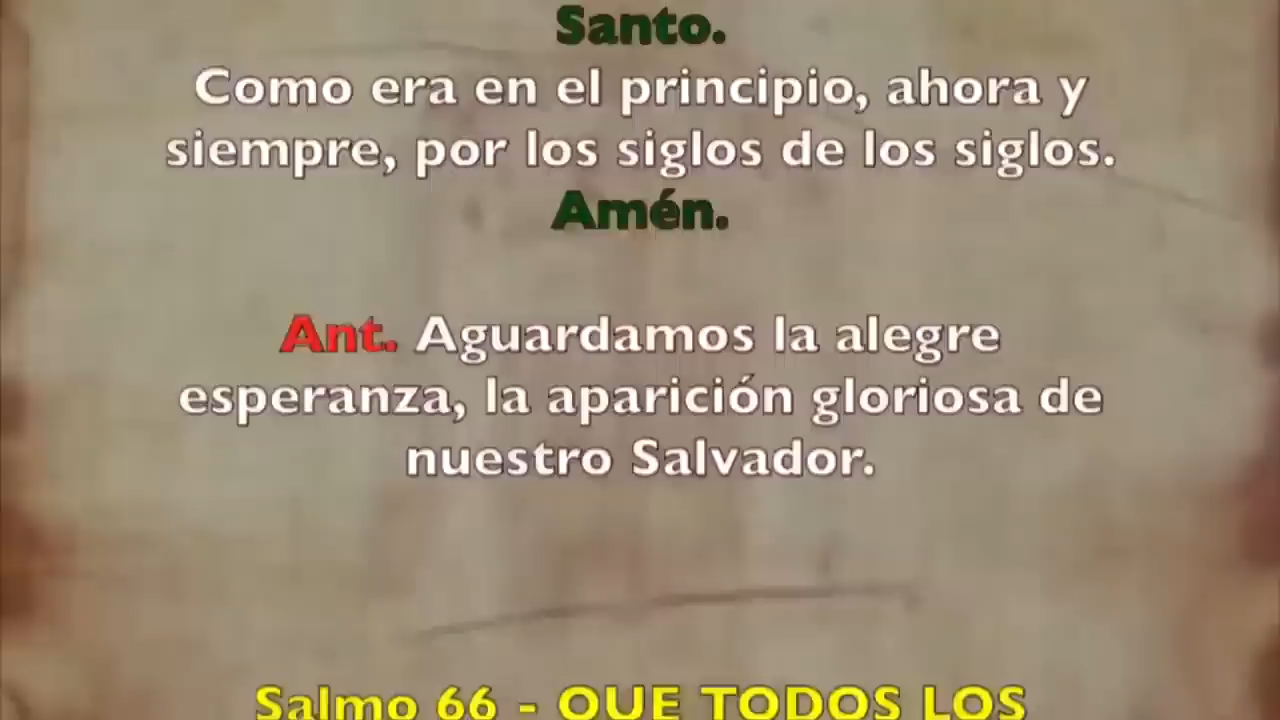 Santo.
Como era en el principio, ahora y
siempre, por los siglos de los siglos.
Amén.
Ant. Aguardamos la alegre
esperanza, la aparición gloriosa de
nuestro Salvador.
Salmo 66 - QUE TODOS LOS